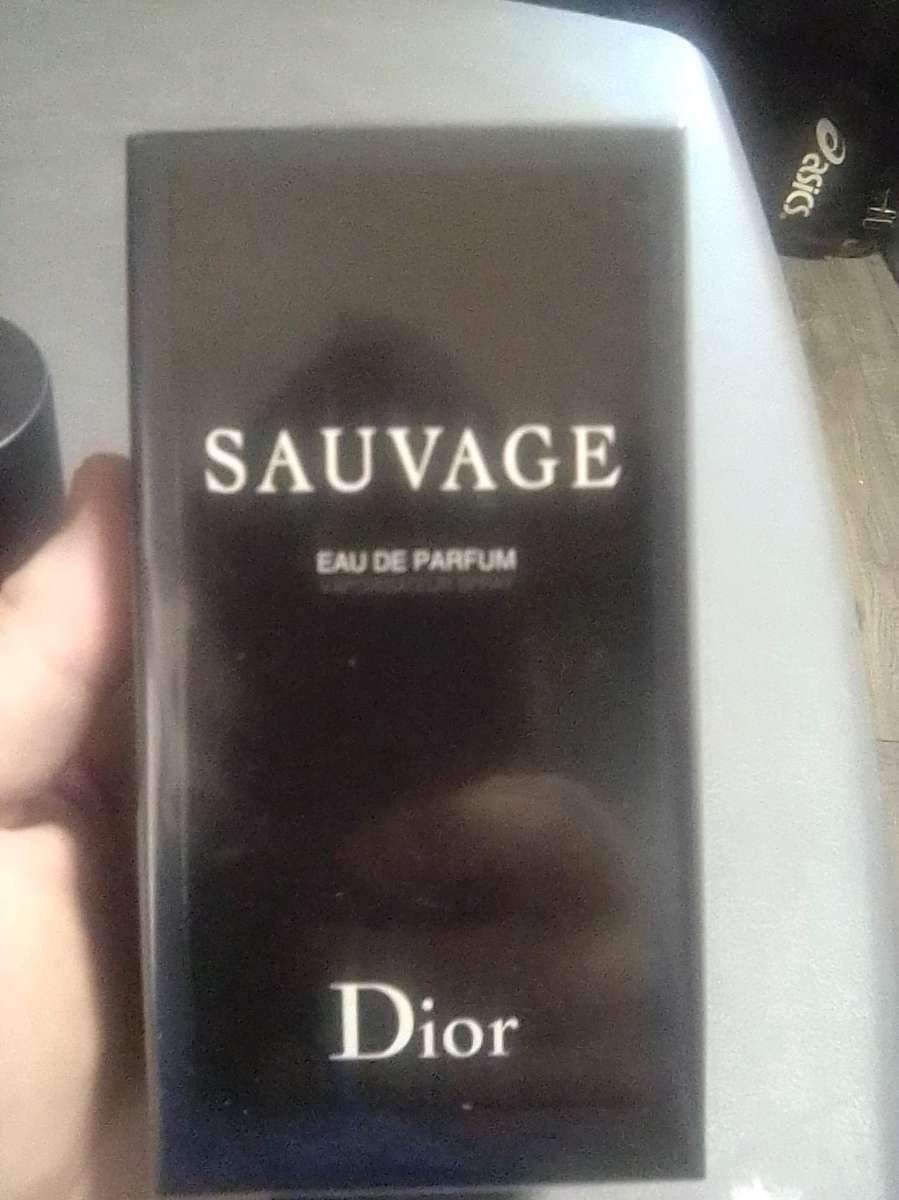 asics
SAUVAGE
EAU DE PARFUM
Dior